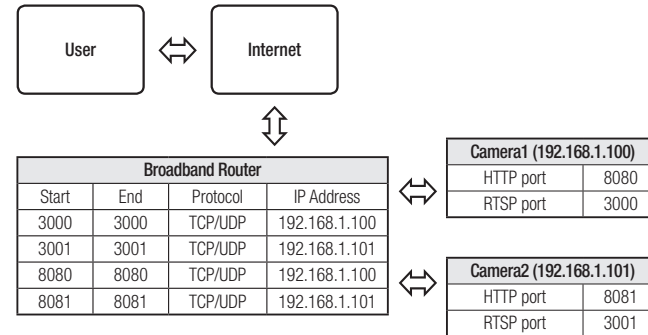 User
Internet
Broadband Router
Start End Protocol IP Address
3000 3000 TCP/UDP 192.168.1.100
3001 3001 TCP/UDP 192.168.1.101
8080 8080 TCP/UDP 192.168.1.100
8081 8081 TCP/UDP 192.168.1.101
Camera1 (192.168.1.100)
HTTP port 8080
RTSP port 3000
Camera2 (192.168.1.101)
HTTP port 8081
RTSP port 3001